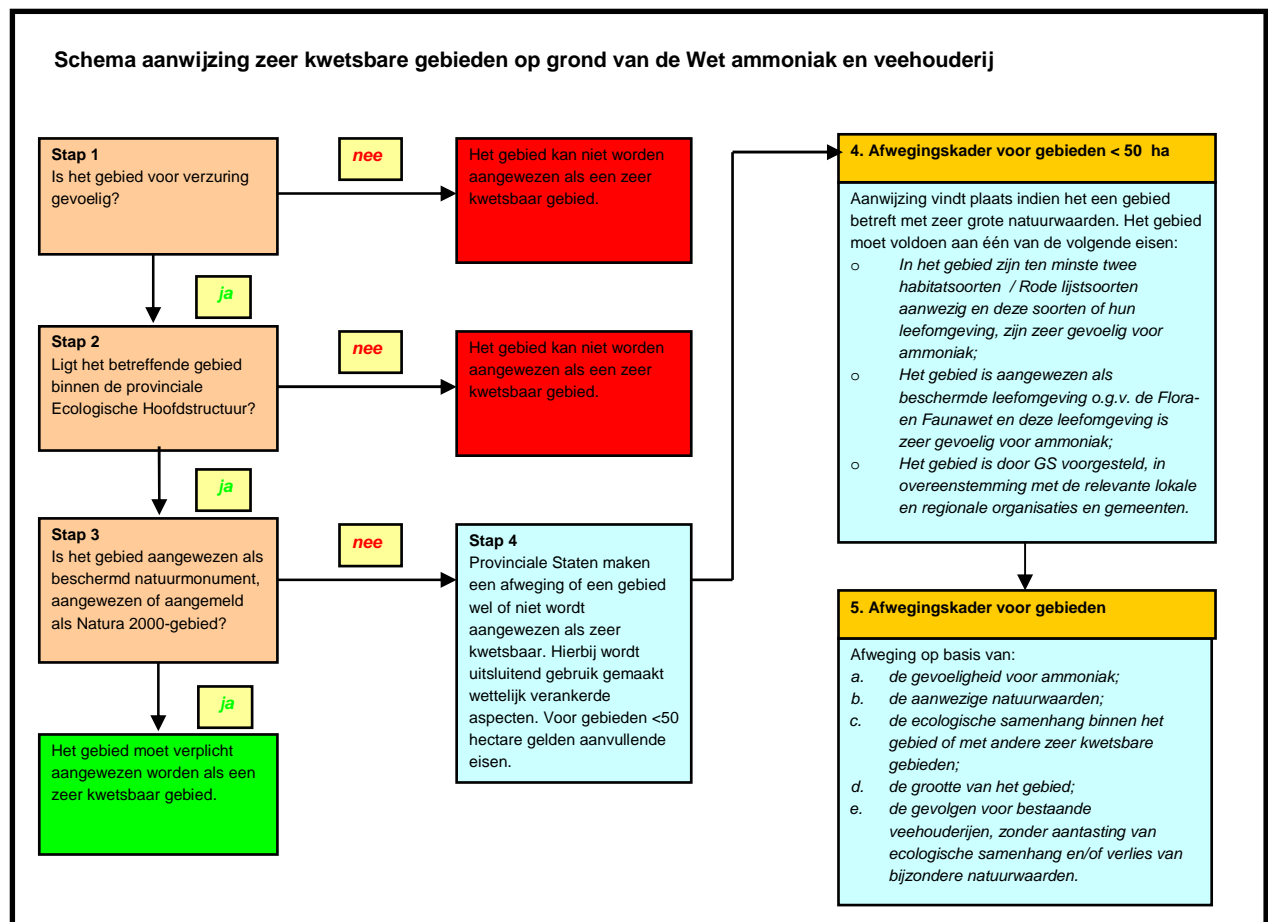 Schema aanwijzing zeer kwetsbare gebieden op grond van de Wet ammoniak en veehouderij
Stap 1
Is het gebied voor verzuring
gevoelig?
nee
Het gebied kan niet worden
aangewezen als een zeer
kwetsbaar gebied.
ja
Stap 2
Ligt het betreffende gebied
binnen de provinciale
Ecologische Hoofdstructuur?
nee
Het gebied kan niet worden
aangewezen als een zeer
kwetsbaar gebied.
ja
Stap 3
Is het gebied aangewezen als
beschermd natuurmonument,
aangewezen of aangemeld
als Natura 2000-gebied?
nee
ja
Het gebied moet verplicht
aangewezen worden als een
zeer kwetsbaar gebied.
Stap 4
Provinciale Staten maken
een afweging of een gebied
wel of niet wordt
aangewezen als zeer
kwetsbaar. Hierbij wordt
uitsluitend gebruik gemaakt
wettelijk verankerde
aspecten. Voor gebieden <50
hectare gelden aanvullende
eisen.
4. Afwegingskader voor gebieden < 50 ha
Aanwijzing vindt plaats indien het een gebied
betreft met zeer grote natuurwaarden. Het gebied
moet voldoen aan één van de volgende eisen:
o In het gebied zijn ten minste twee
habitatsoorten / Rode lijstsoorten
aanwezig en deze soorten of hun
leefomgeving, zijn zeer gevoelig voor
ammoniak;
o Het gebied is aangewezen als
beschermde leefomgeving o.g.v. de Flora-
en Faunawet en deze leefomgeving is
zeer gevoelig voor ammoniak;
o Het gebied is door GS voorgesteld, in
overeenstemming met de relevante lokale
en regionale organisaties en gemeenten.
5. Afwegingskader voor gebieden
Afweging op basis van:
a. de gevoeligheid voor ammoniak;
b. de aanwezige natuurwaarden;
c. de ecologische samenhang binnen het
gebied of met andere zeer kwetsbare
gebieden;
d. de grootte van het gebied;
e. de gevolgen voor bestaande
veehouderijen, zonder aantasting van
ecologische samenhang en/of verlies van
bijzondere natuurwaarden.